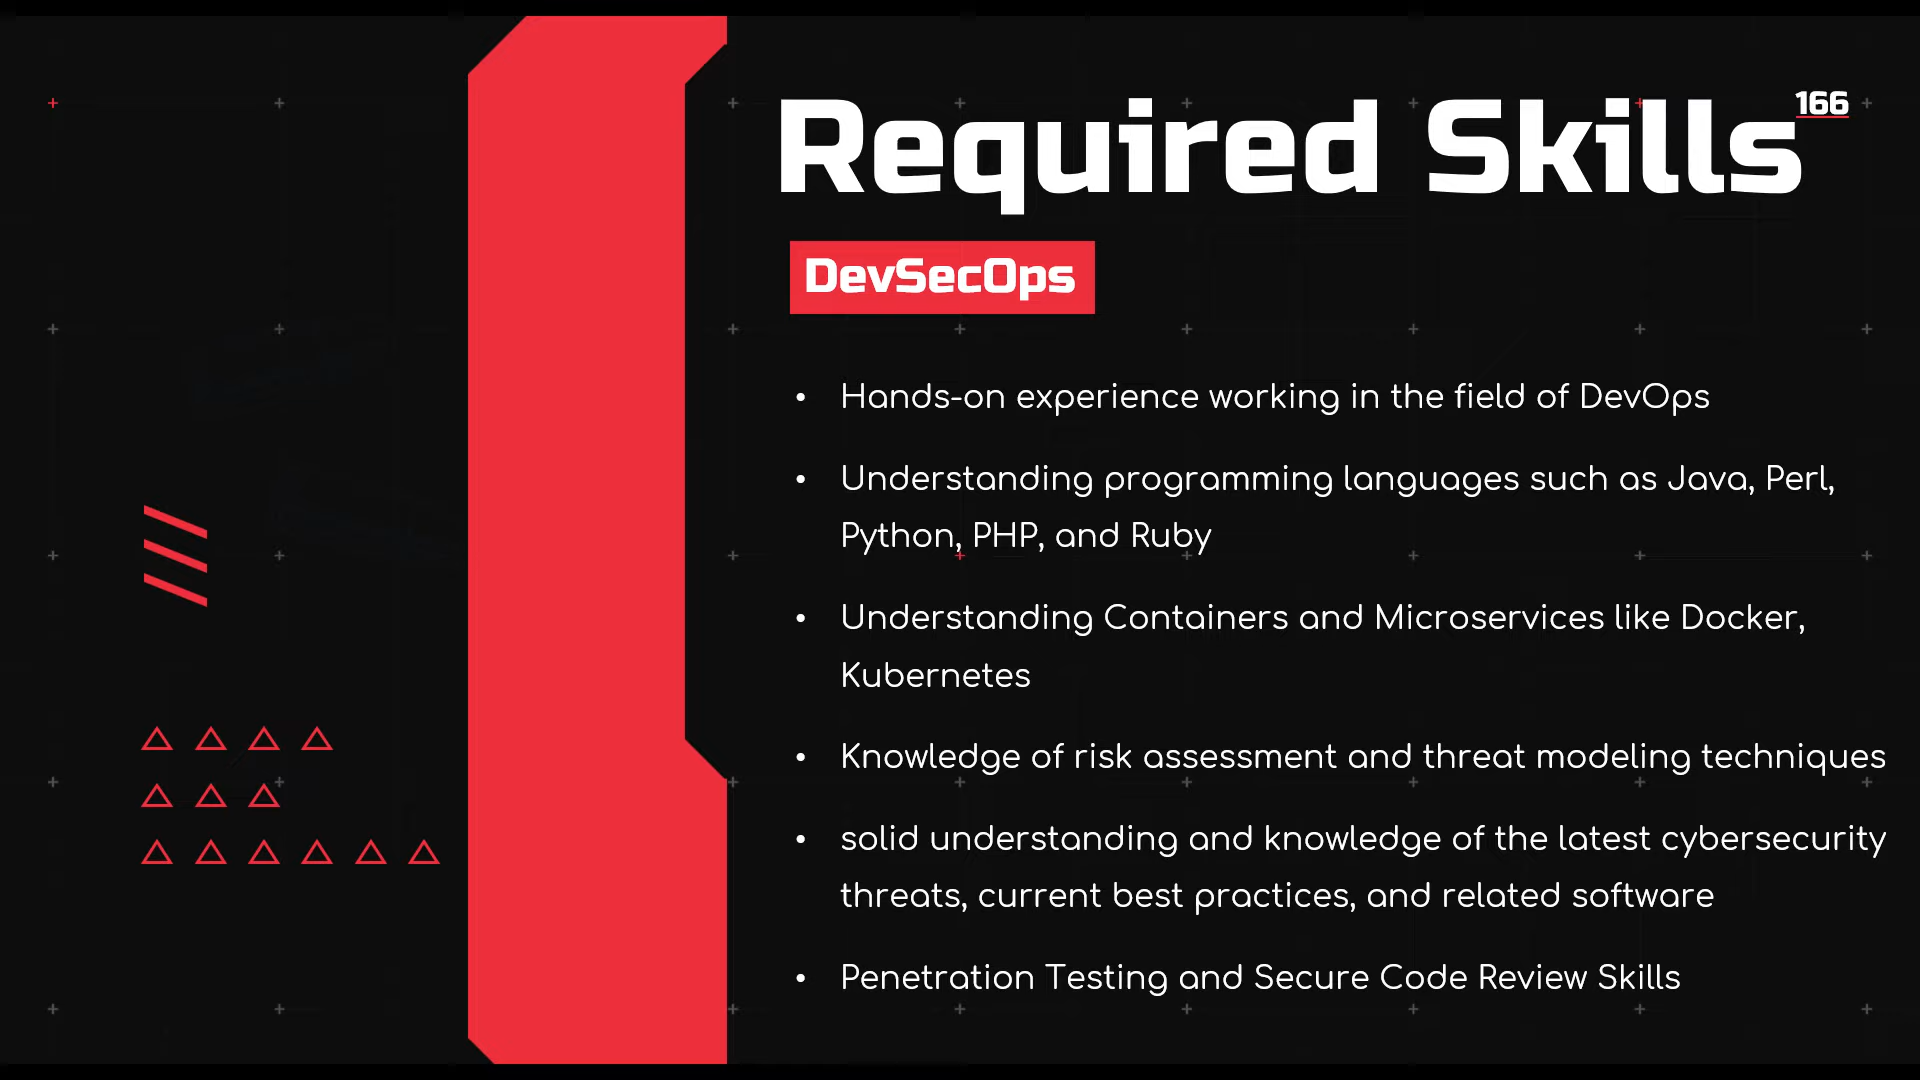 166
Required Skills
DevSecOps
• Hands-on experience working in the field of DevOps
• Understanding programming languages such as Java, Perl,
Python, PHP, and Ruby
• Understanding Containers and Microservices like Docker,
Kubernetes
• Knowledge of risk assessment and threat modeling techniques
• solid understanding and knowledge of the latest cybersecurity
threats, current best practices, and related software
• Penetration Testing and Secure Code Review Skills